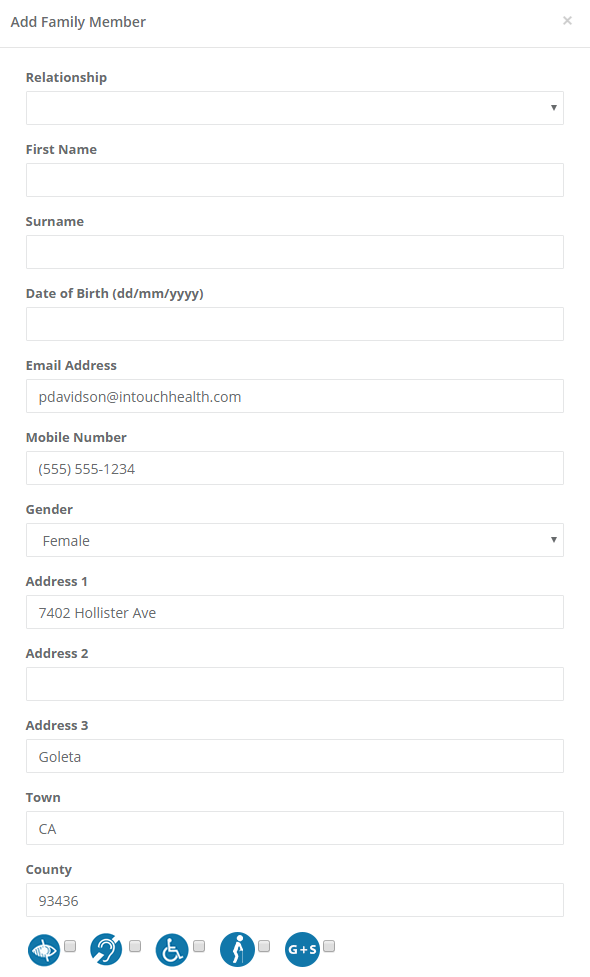 Add Family Member ×
Relationship
First Name
Surname
Date of Birth (dd/mm/yyyy)
Email Address
pdavidson@intouchhealth.com
Mobile Number
(555) 555-1234
Gender
Female
Address 1
7402 Hollister Ave
Address 2
Address 3
Goleta
Town
CA
County
93436
G+S